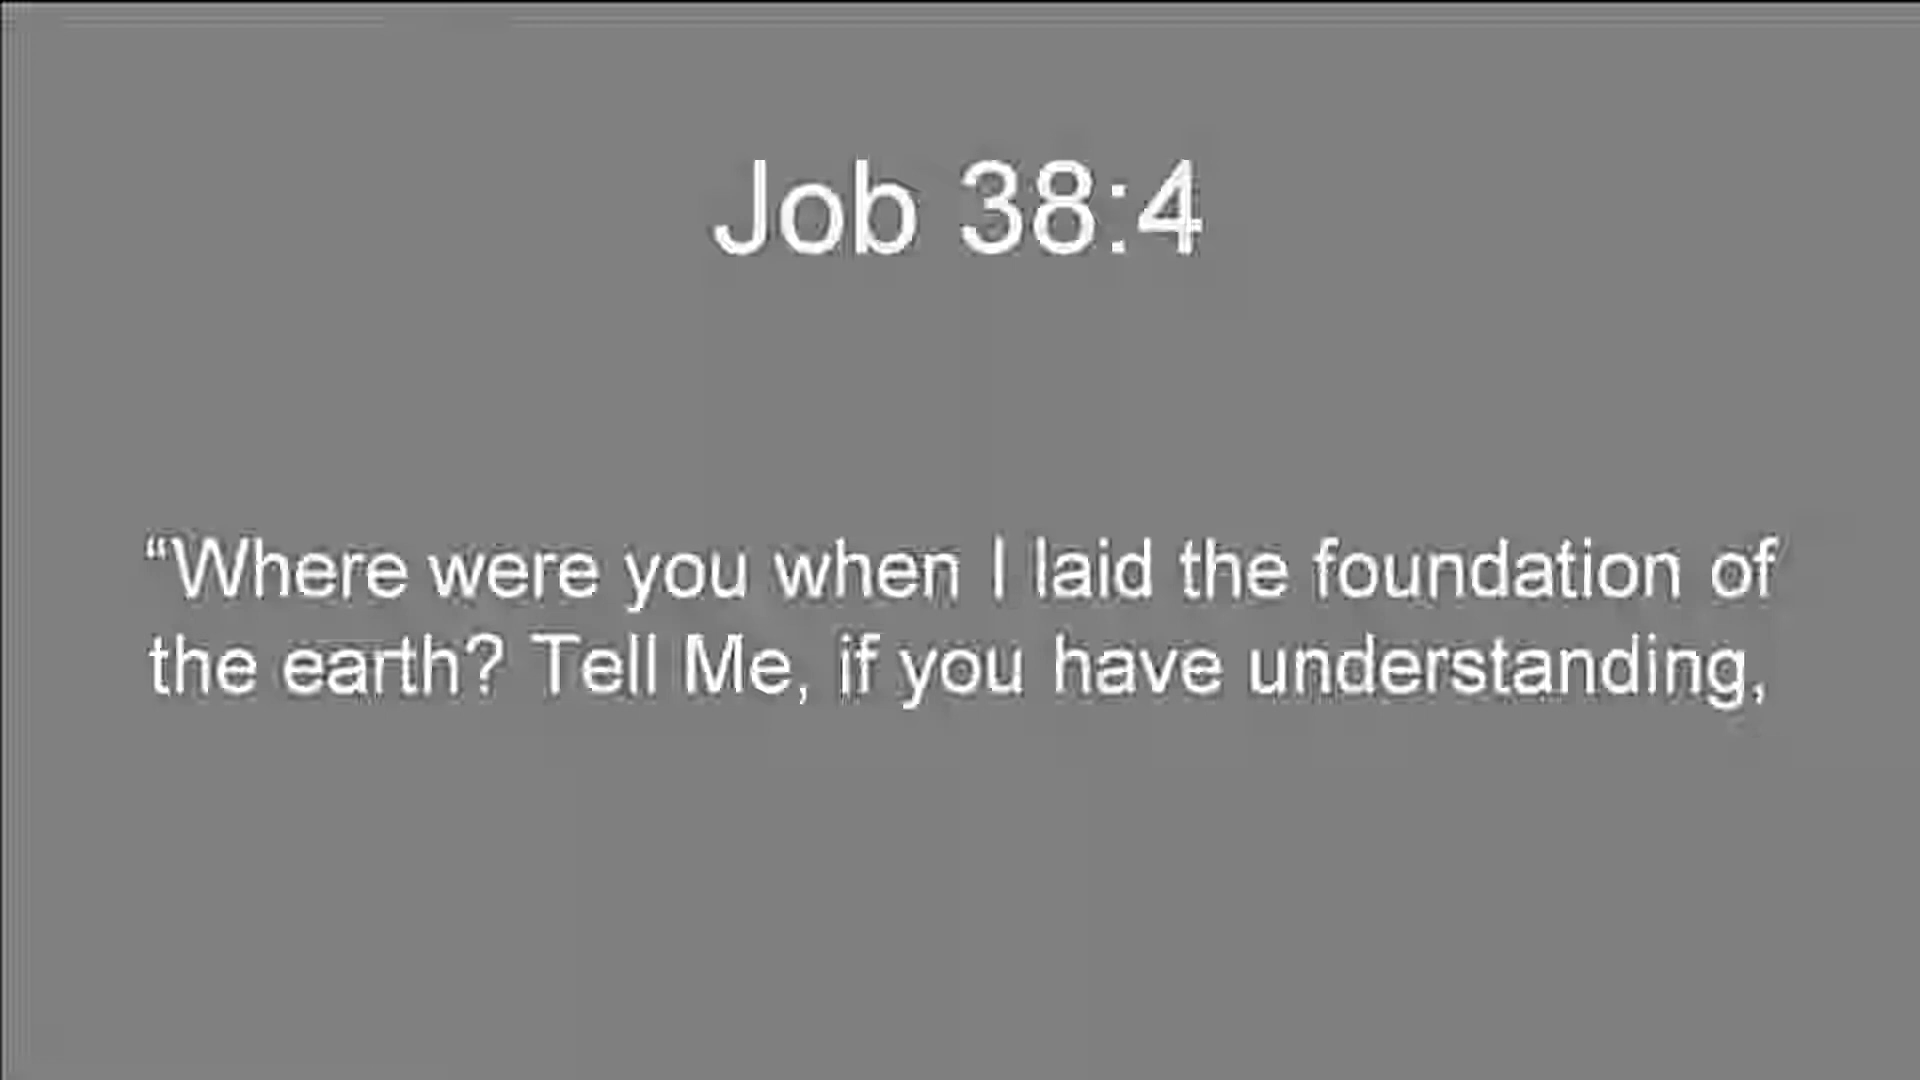 Job 38:4
“Where were you when I laid the foundation of
the earth? Tell Me, if you have understanding,